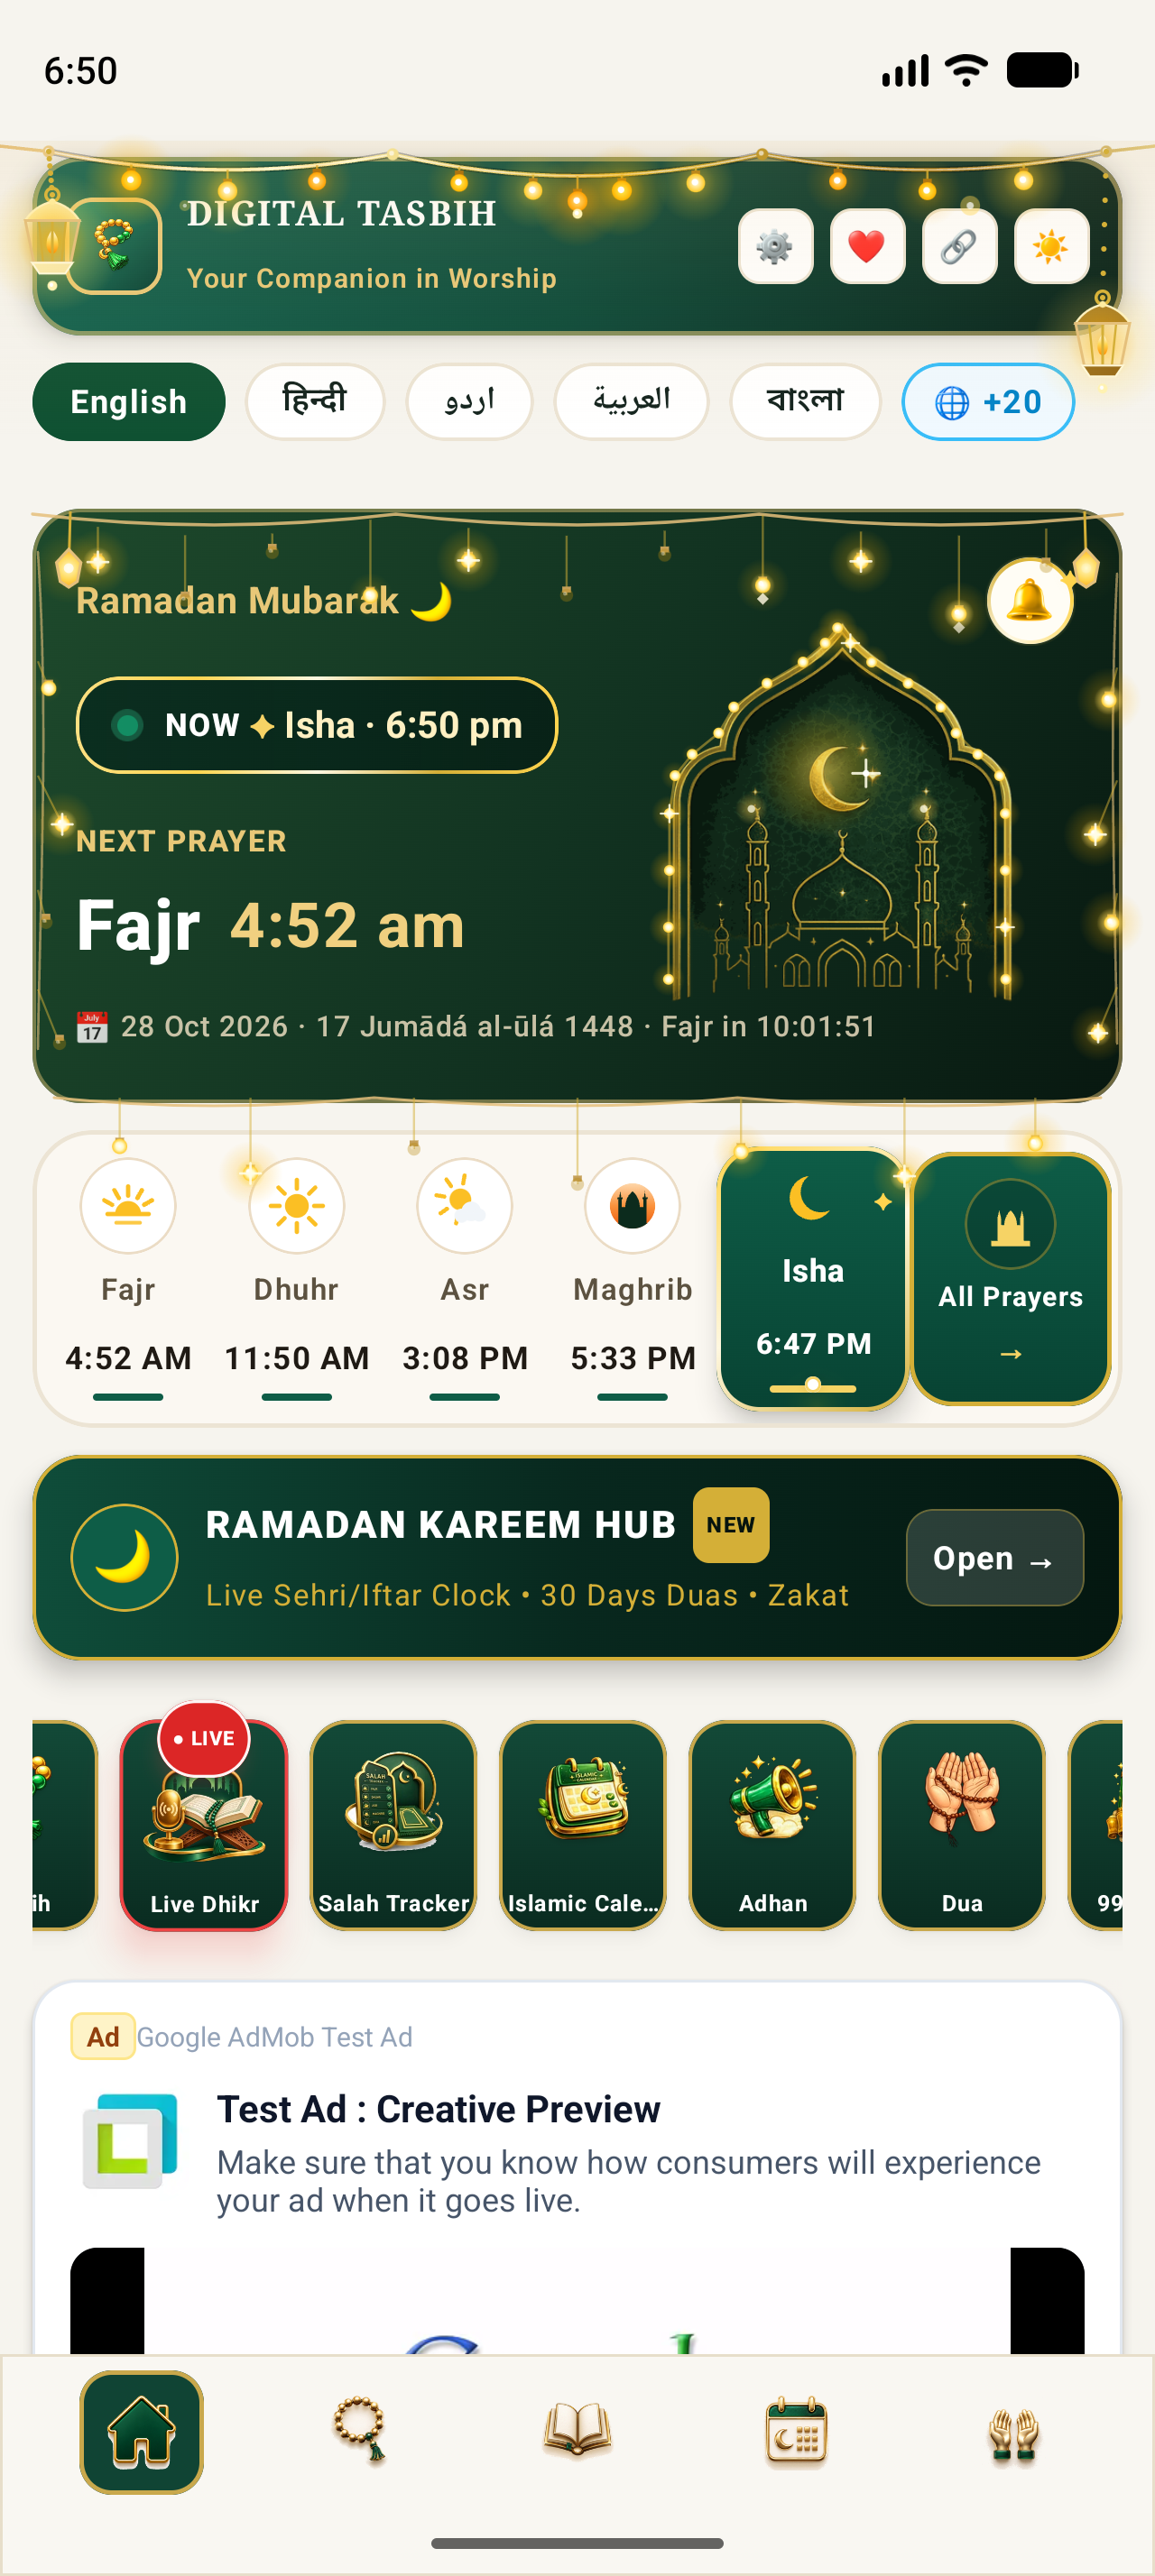 6:50
DIGITAL TASBIH
Your Companion in Worship
English
हिन्दी
اردو
العربية
বাংলা
+20
Ramadan Mubarak
NOW Isha · 6:50 pm
NEXT PRAYER
Fajr 4:52 am
28 Oct 2026 · 17 Jumādá al-ūlá 1448 · Fajr in 10:01:51
Fajr
4:52 AM
Dhuhr
11:50 AM
Asr
3:08 PM
Maghrib
5:33 PM
Isha
6:47 PM
All Prayers
→
RAMADAN KAREEM HUB NEW
Live Sehri/Iftar Clock • 30 Days Duas • Zakat
Open →
ih
• LIVE
Live Dhikr
Salah Tracker
Islamic Cale...
Adhan
Dua
99
Ad Google AdMob Test Ad
Test Ad : Creative Preview
Make sure that you know how consumers will experience
your ad when it goes live.